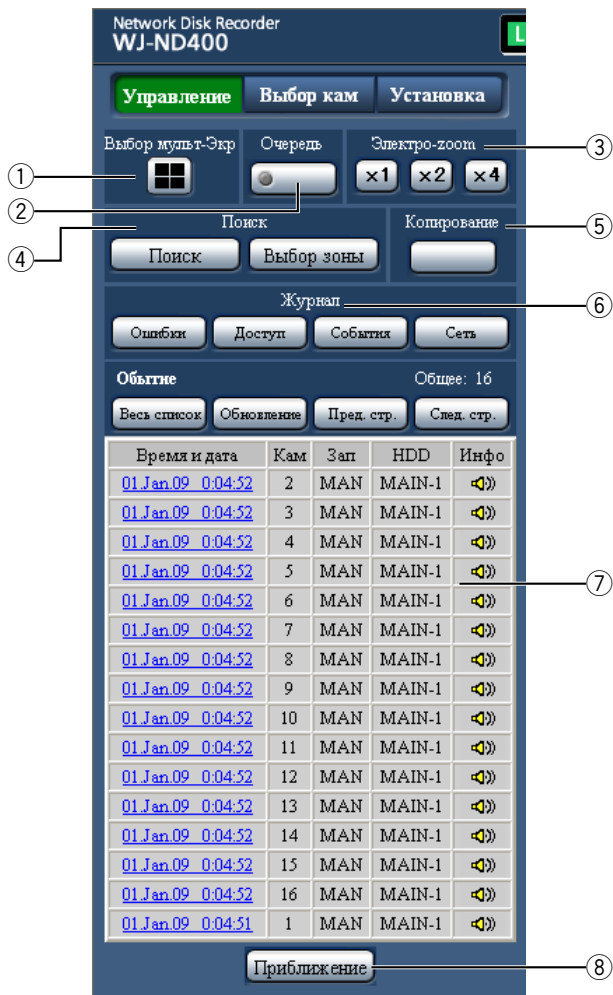 Network Disk Recorder
WJ-ND400
L
Управление Выбор кам Установка
Выбор мульт-Экр Очередь Электро-zoom ③
① x1 x2 x4
②
Поиск Копирование ⑤
④ Поиск Выбор зоны
Журнал ⑥
Ошибки Доступ События Сеть
Обытие Общее: 16
Весь список Обновление Пред. стр. След. стр.
Время и дата Кам Зап HDD Инфо
01.Jan.09 0:04:52 2 MAN MAIN-1
01.Jan.09 0:04:52 3 MAN MAIN-1
01.Jan.09 0:04:52 4 MAN MAIN-1
01.Jan.09 0:04:52 5 MAN MAIN-1 ⑦
01.Jan.09 0:04:52 6 MAN MAIN-1
01.Jan.09 0:04:52 7 MAN MAIN-1
01.Jan.09 0:04:52 8 MAN MAIN-1
01.Jan.09 0:04:52 9 MAN MAIN-1
01.Jan.09 0:04:52 10 MAN MAIN-1
01.Jan.09 0:04:52 11 MAN MAIN-1
01.Jan.09 0:04:52 12 MAN MAIN-1
01.Jan.09 0:04:52 13 MAN MAIN-1
01.Jan.09 0:04:52 14 MAN MAIN-1
01.Jan.09 0:04:52 15 MAN MAIN-1
01.Jan.09 0:04:52 16 MAN MAIN-1
01.Jan.09 0:04:51 1 MAN MAIN-1
Приближение ⑧